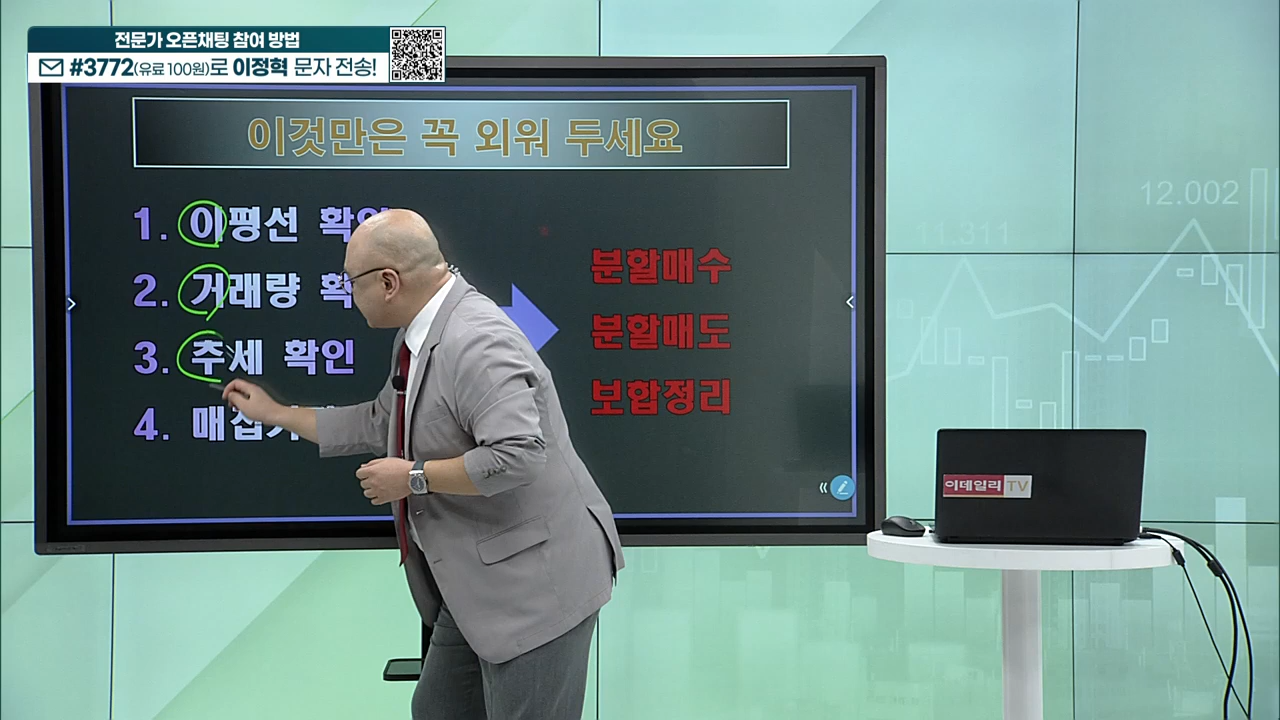 전문가 오픈채팅 참여 방법
#3772(유료 100원)로 이정혁 문자 전송!
이것만은 꼭 외워 두세요
1. 이평선 확인
2. 거래량 확
3. 추세 확인
4. 매집
분할매수
분할매도
보합정리
12.002
11.311
이데일리TV